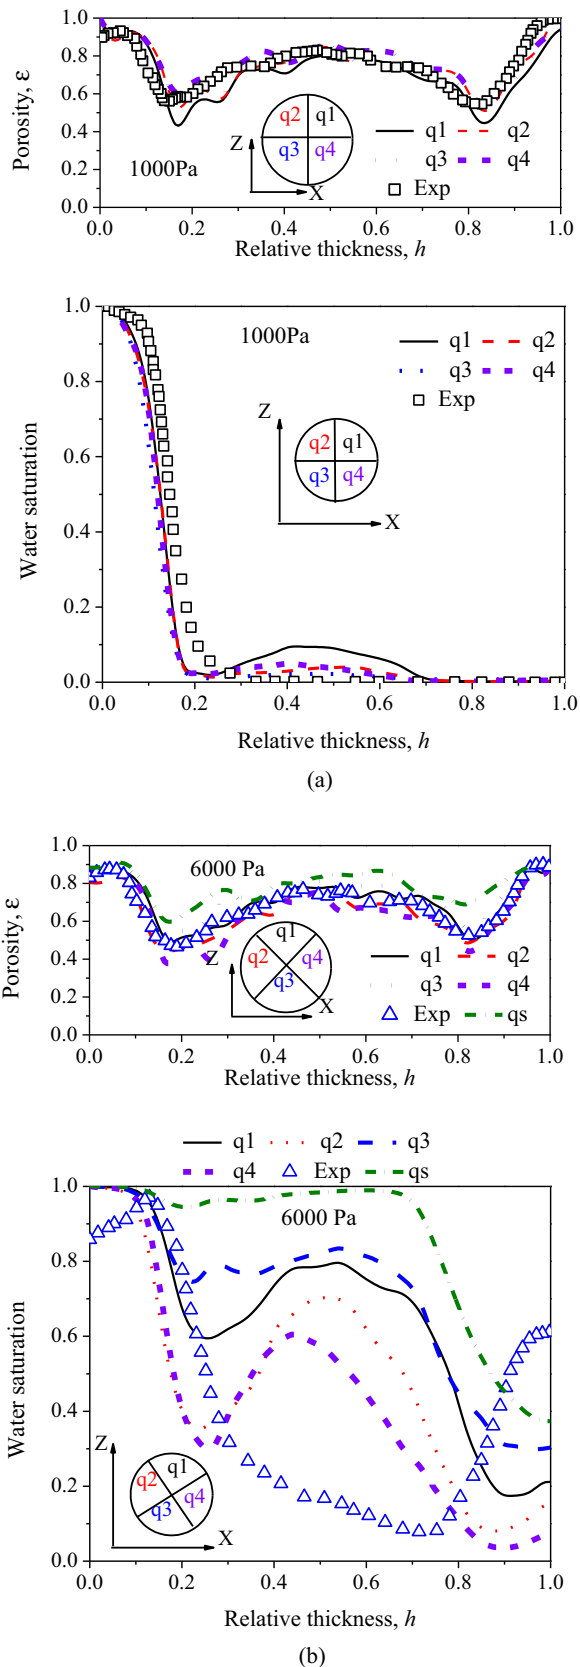 1.0
0.8
0.6
0.4
0.2
0.0
Porosity, ε
1000Pa
q2 q1
q3 q4
Z
X
q1 q2
q3 q4
Exp
0.0 0.2 0.4 0.6 0.8 1.0
Relative thickness, h
1.0
0.8
0.6
0.4
0.2
0.0
Water saturation
1000Pa
q1 q2
q3 q4
Exp
Z
q2 q1
q3 q4
X
0.0 0.2 0.4 0.6 0.8 1.0
Relative thickness, h
(a)
1.0
0.8
0.6
0.4
0.2
0.0
Porosity, ε
6000 Pa
q1
q2 q4
q3
Z
X
q1 q2
q3 q4
Exp qs
0.0 0.2 0.4 0.6 0.8 1.0
Relative thickness, h
q1 q2 q3
q4 Exp qs
1.0
0.8
0.6
0.4
0.2
0.0
Water saturation
6000 Pa
Z
q1
q2
q4
q3
X
0.0 0.2 0.4 0.6 0.8 1.0
Relative thickness, h
(b)